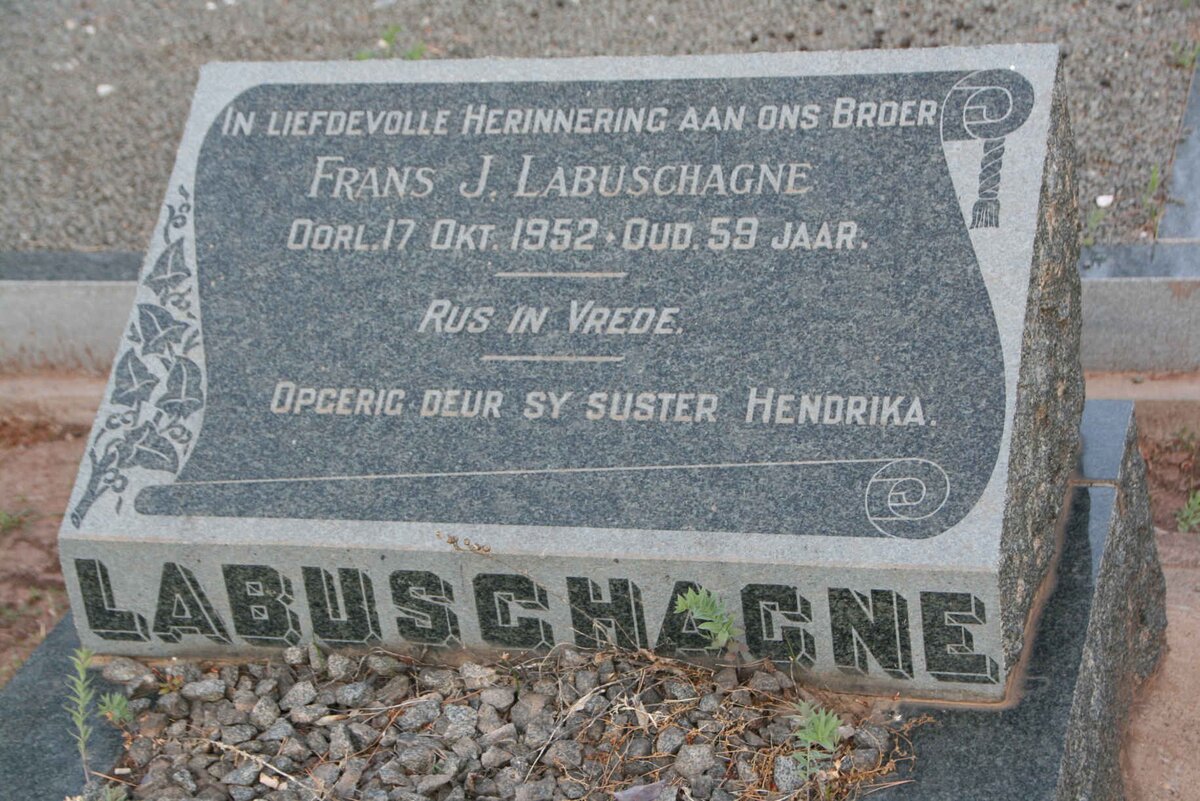 In liefdevolle Herinnering aan ons Broer
Frans J. Labuschagne
Oorl. 17 Okt. 1952 · Oud. 59 jaar.
Rus in Vrede.
Opgerig deur sy suster Hendrika.
LABUSCHAGNE